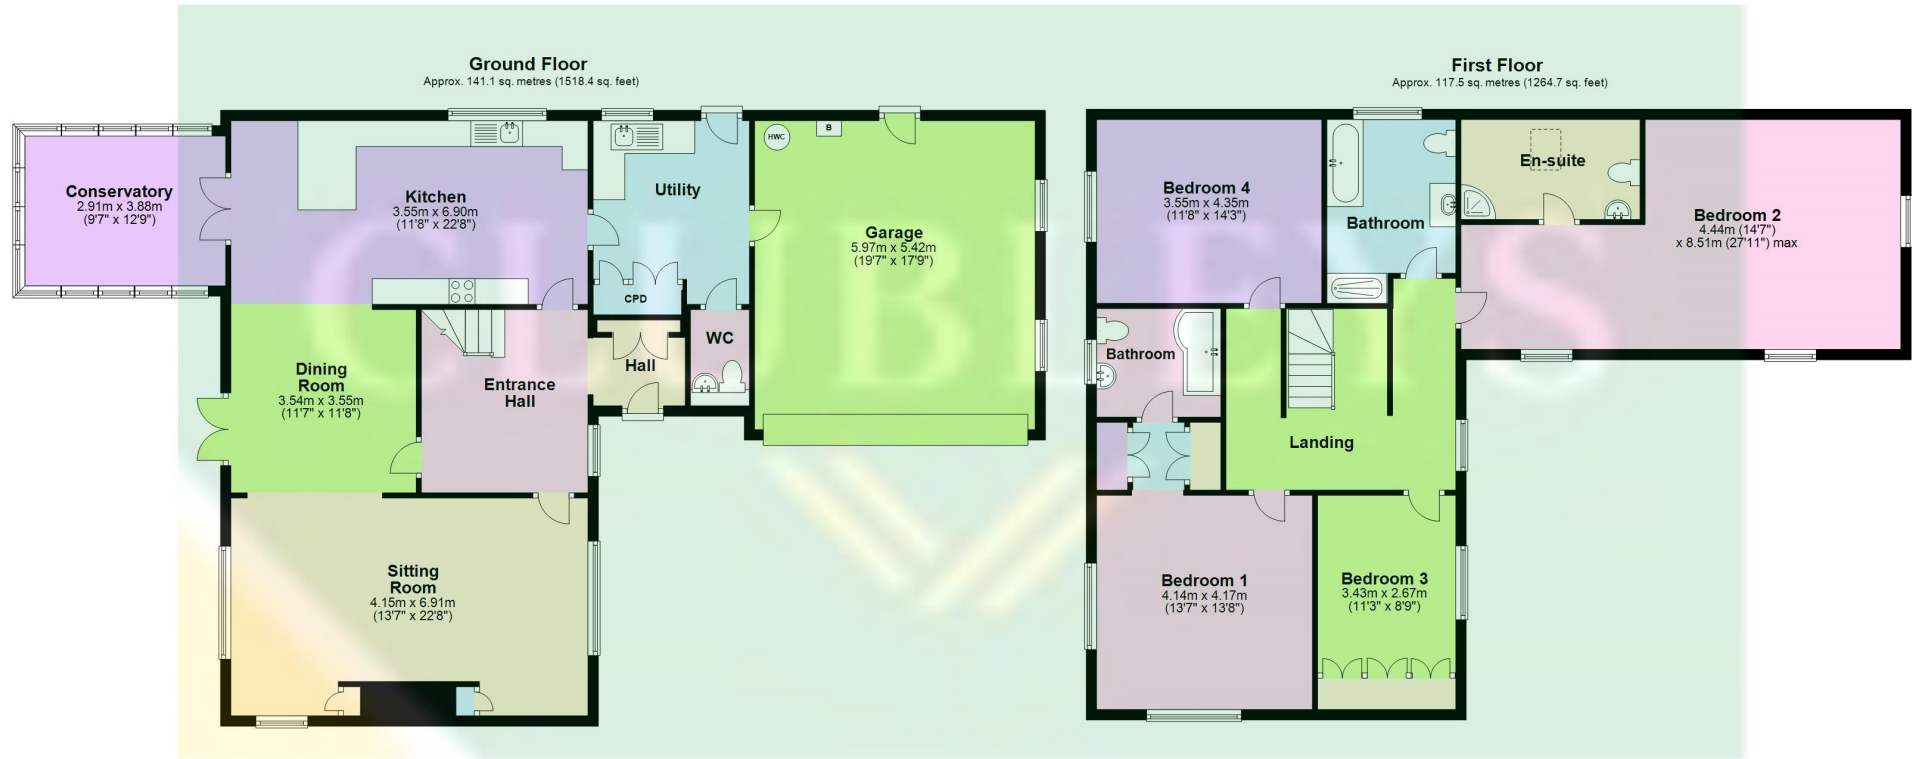 Ground Floor
Approx. 141.1 sq. metres (1518.4 sq. feet)
Conservatory
2.91m x 3.88m
(9'7" x 12'9")
Kitchen
3.55m x 6.90m
(11'8" x 22'8")
Utility
CPD
HWC
B
Garage
5.97m x 5.42m
(19'7" x 17'9")
WC
Hall
Dining
Room
3.54m x 3.55m
(11'7" x 11'8")
Entrance
Hall
Sitting
Room
4.15m x 6.91m
(13'7" x 22'8")
First Floor
Approx. 117.5 sq. metres (1264.7 sq. feet)
Bedroom 4
3.55m x 4.35m
(11'8" x 14'3")
Bathroom
En-suite
Bedroom 2
4.44m (14'7")
x 8.51m (27'11") max
Bathroom
Landing
Bedroom 1
4.14m x 4.17m
(13'7" x 13'8")
Bedroom 3
3.43m x 2.67m
(11'3" x 8'9")